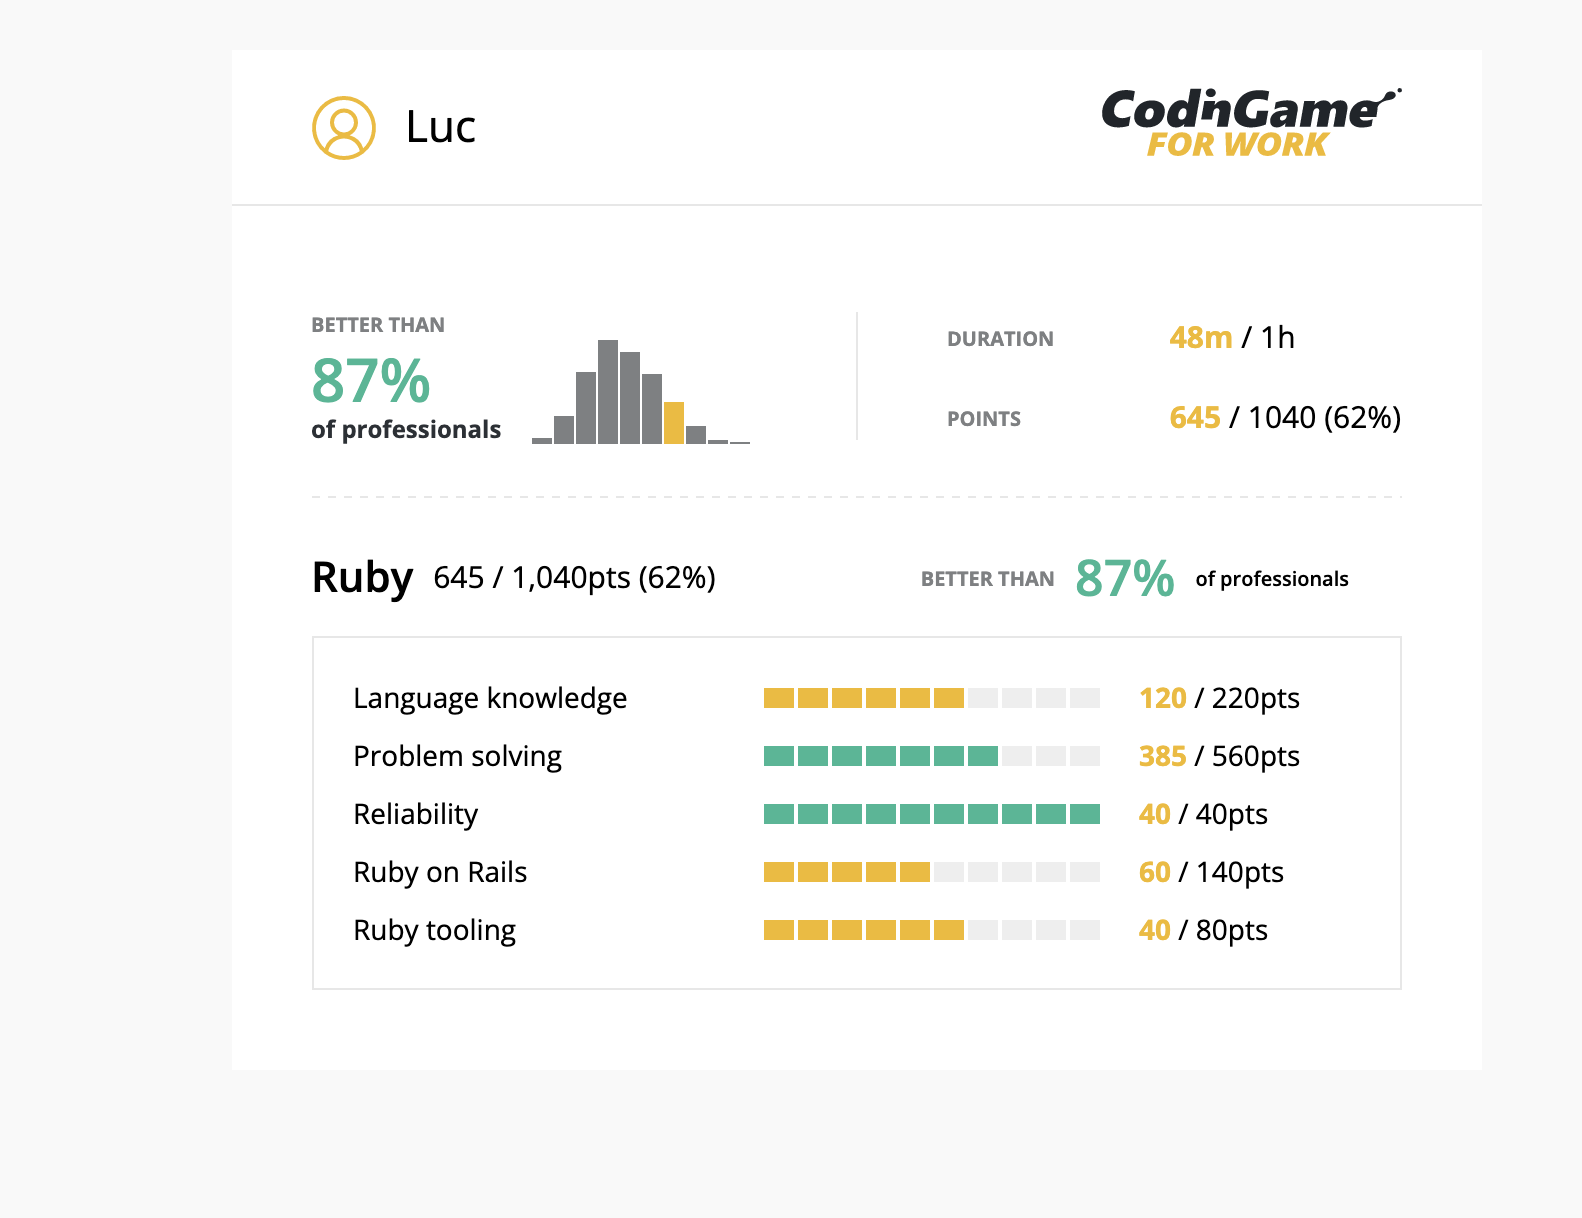 Luc
CodinGame
FOR WORK
BETTER THAN
87%
of professionals
DURATION
48m / 1h
POINTS
645 / 1040 (62%)
Ruby 645 / 1,040pts (62%)
BETTER THAN 87% of professionals
Language knowledge 120 / 220pts
Problem solving 385 / 560pts
Reliability 40 / 40pts
Ruby on Rails 60 / 140pts
Ruby tooling 40 / 80pts